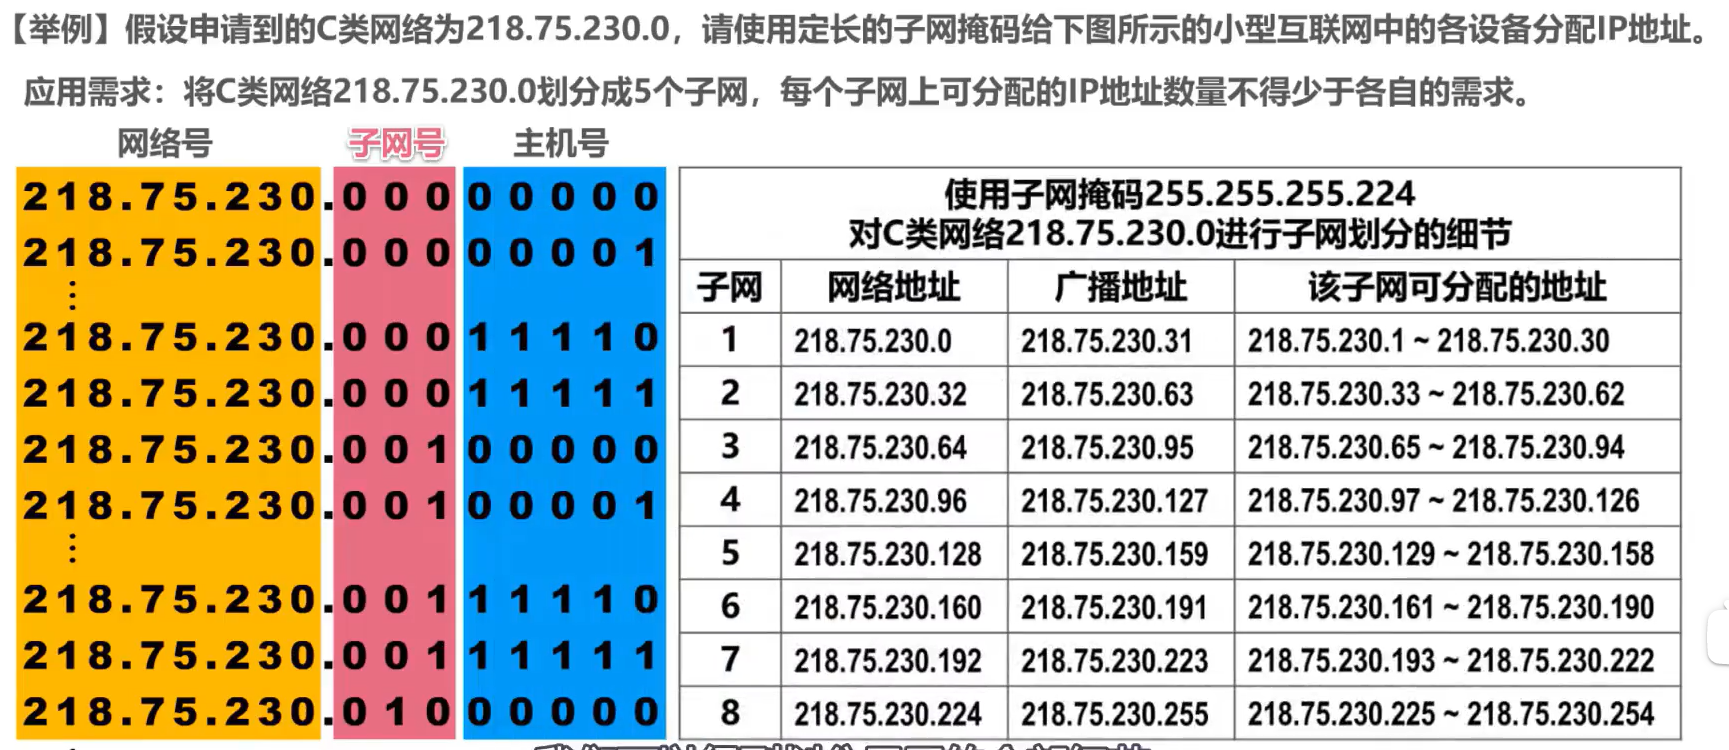 【举例】假设申请到的C类网络为218.75.230.0，请使用定长的子网掩码给下图所示的小型互联网中的各设备分配IP地址。
应用需求：将C类网络218.75.230.0划分成5个子网，每个子网上可分配的IP地址数量不得少于各自的需求。
网络号 子网号 主机号
218.75.230.000 00000
218.75.230.000 00001
⋮
218.75.230.000 11110
218.75.230.000 11111
218.75.230.001 00000
218.75.230.001 00001
⋮
218.75.230.001 11110
218.75.230.001 11111
218.75.230.010 00000
使用子网掩码255.255.255.224
对C类网络218.75.230.0进行子网划分的细节
子网 网络地址 广播地址 该子网可分配的地址
1 218.75.230.0 218.75.230.31 218.75.230.1 ~ 218.75.230.30
2 218.75.230.32 218.75.230.63 218.75.230.33 ~ 218.75.230.62
3 218.75.230.64 218.75.230.95 218.75.230.65 ~ 218.75.230.94
4 218.75.230.96 218.75.230.127 218.75.230.97 ~ 218.75.230.126
5 218.75.230.128 218.75.230.159 218.75.230.129 ~ 218.75.230.158
6 218.75.230.160 218.75.230.191 218.75.230.161 ~ 218.75.230.190
7 218.75.230.192 218.75.230.223 218.75.230.193 ~ 218.75.230.222
8 218.75.230.224 218.75.230.255 218.75.230.225 ~ 218.75.230.254